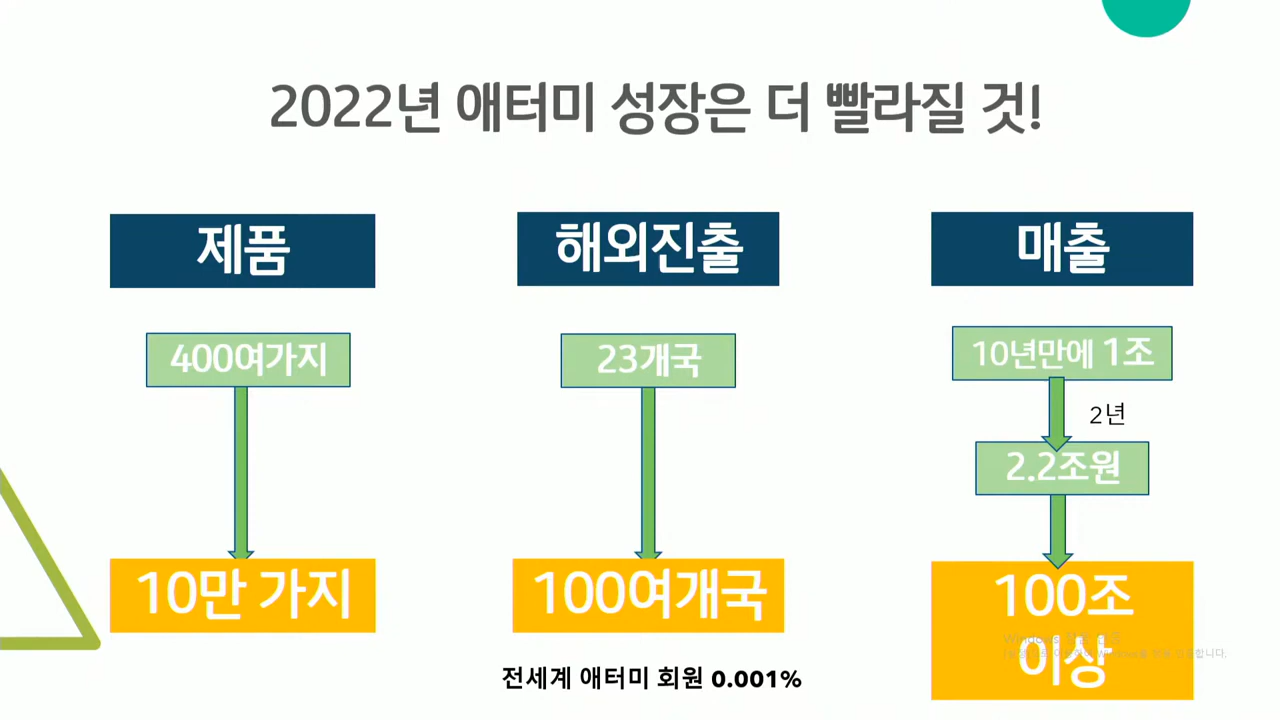 2022년 애터미 성장은 더 빨라질 것!
제품
해외진출
매출
400여가지
23개국
10년만에 1조
2년
2.2조원
10만 가지
100여개국
100조
이상
Windows
전세계 애터미 회원 0.001%